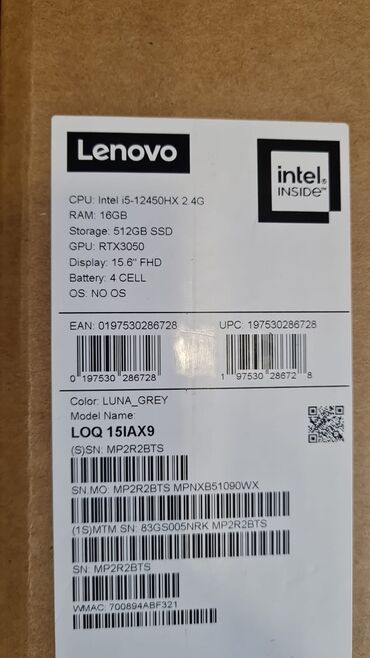 Lenovo
intel.
INSIDE™
CPU: Intel i5-12450HX 2.4G
RAM: 16GB
Storage: 512GB SSD
GPU: RTX3050
Display: 15.6" FHD
Battery: 4 CELL
OS: NO OS
EAN: 0197530286728 UPC: 197530286728
0 197530 286728 1 97530 28672 8
Color: LUNA_GREY
Model Name:
LOQ 15IAX9
(S)SN: MP2R2BTS
SN MO: MP2R2BTS MPNXB51090WX
(1S)MTM SN: 83GS005NRK MP2R2BTS
SN: MP2R2BTS
WMAC: 700894ABF321